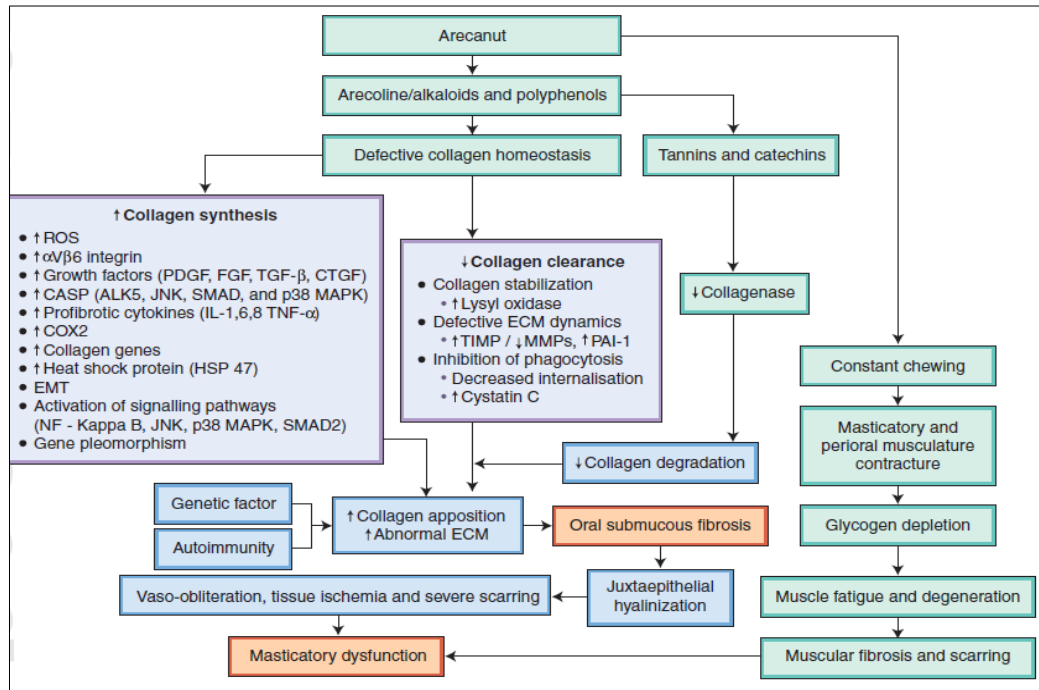 Arecanut
Arecoline/alkaloids and polyphenols
Defective collagen homeostasis
Tannins and catechins
↑Collagen synthesis
• ↑ROS
• ↑αVβ6 integrin
• ↑Growth factors (PDGF, FGF, TGF-β, CTGF)
• ↑CASP (ALK5, JNK, SMAD, and p38 MAPK)
• ↑Profibrotic cytokines (IL-1,6,8 TNF-α)
• ↑COX2
• ↑Collagen genes
• ↑Heat shock protein (HSP 47)
• EMT
• Activation of signalling pathways
(NF - Kappa B, JNK, p38 MAPK, SMAD2)
• Gene pleomorphism
↓Collagen clearance
• Collagen stabilization
• ↑Lysyl oxidase
• Defective ECM dynamics
• ↑TIMP / ↓MMPs, ↑PAI-1
• Inhibition of phagocytosis
• Decreased internalisation
• ↑Cystatin C
↓Collagenase
Constant chewing
Masticatory and
perioral musculature
contracture
↓Collagen degradation
Genetic factor
Autoimmunity
↑Collagen apposition
↑Abnormal ECM
Oral submucous fibrosis
Glycogen depletion
Juxtaepithelial
hyalinization
Vaso-obliteration, tissue ischemia and severe scarring
Muscle fatigue and degeneration
Masticatory dysfunction
Muscular fibrosis and scarring